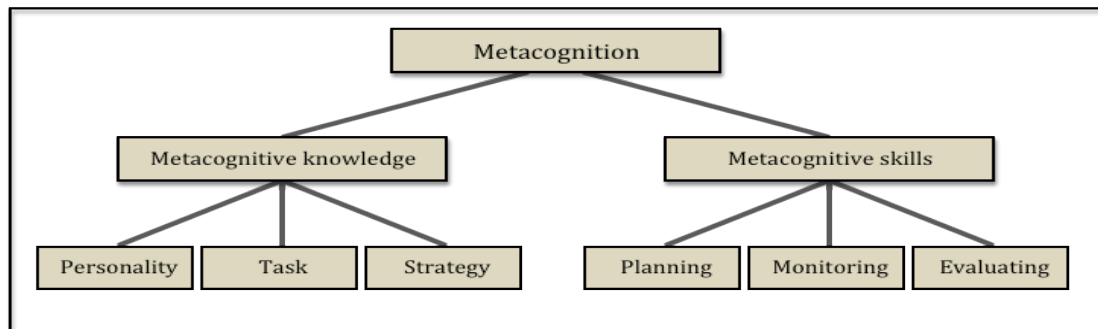 Metacognition
Metacognitive knowledge
Metacognitive skills
Personality
Task
Strategy
Planning
Monitoring
Evaluating